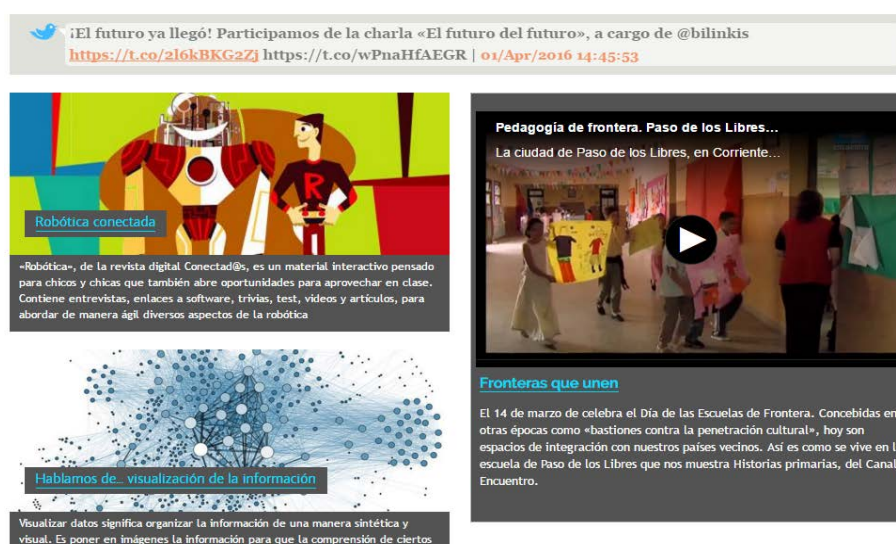 ¡El futuro ya llegó! Participamos de la charla «El futuro del futuro», a cargo de @bilinkis
https://t.co/2l6kBKG2Zj https://t.co/wPnaHfAEGR | 01/Apr/2016 14:45:53
R
Robótica conectada
«Robótica», de la revista digital Conectad@s, es un material interactivo pensado
para chicos y chicas que también abre oportunidades para aprovechar en clase.
Contiene entrevistas, enlaces a software, trivias, test, videos y artículos, para
abordar de manera ágil diversos aspectos de la robótica
Hablamos de... visualización de la información
Visualizar datos significa organizar la información de una manera sintética y
visual. Es poner en imágenes la información para que la comprensión de ciertos
Pedagogía de frontera. Paso de los Libres...
La ciudad de Paso de los Libres, en Corriente...
Fronteras que unen
El 14 de marzo de celebra el Día de las Escuelas de Frontera. Concebidas en
otras épocas como «bastiones contra la penetración cultural», hoy son
espacios de integración con nuestros países vecinos. Así es como se vive en l
escuela de Paso de los Libres que nos muestra Historias primarias, del Canal
Encuentro.